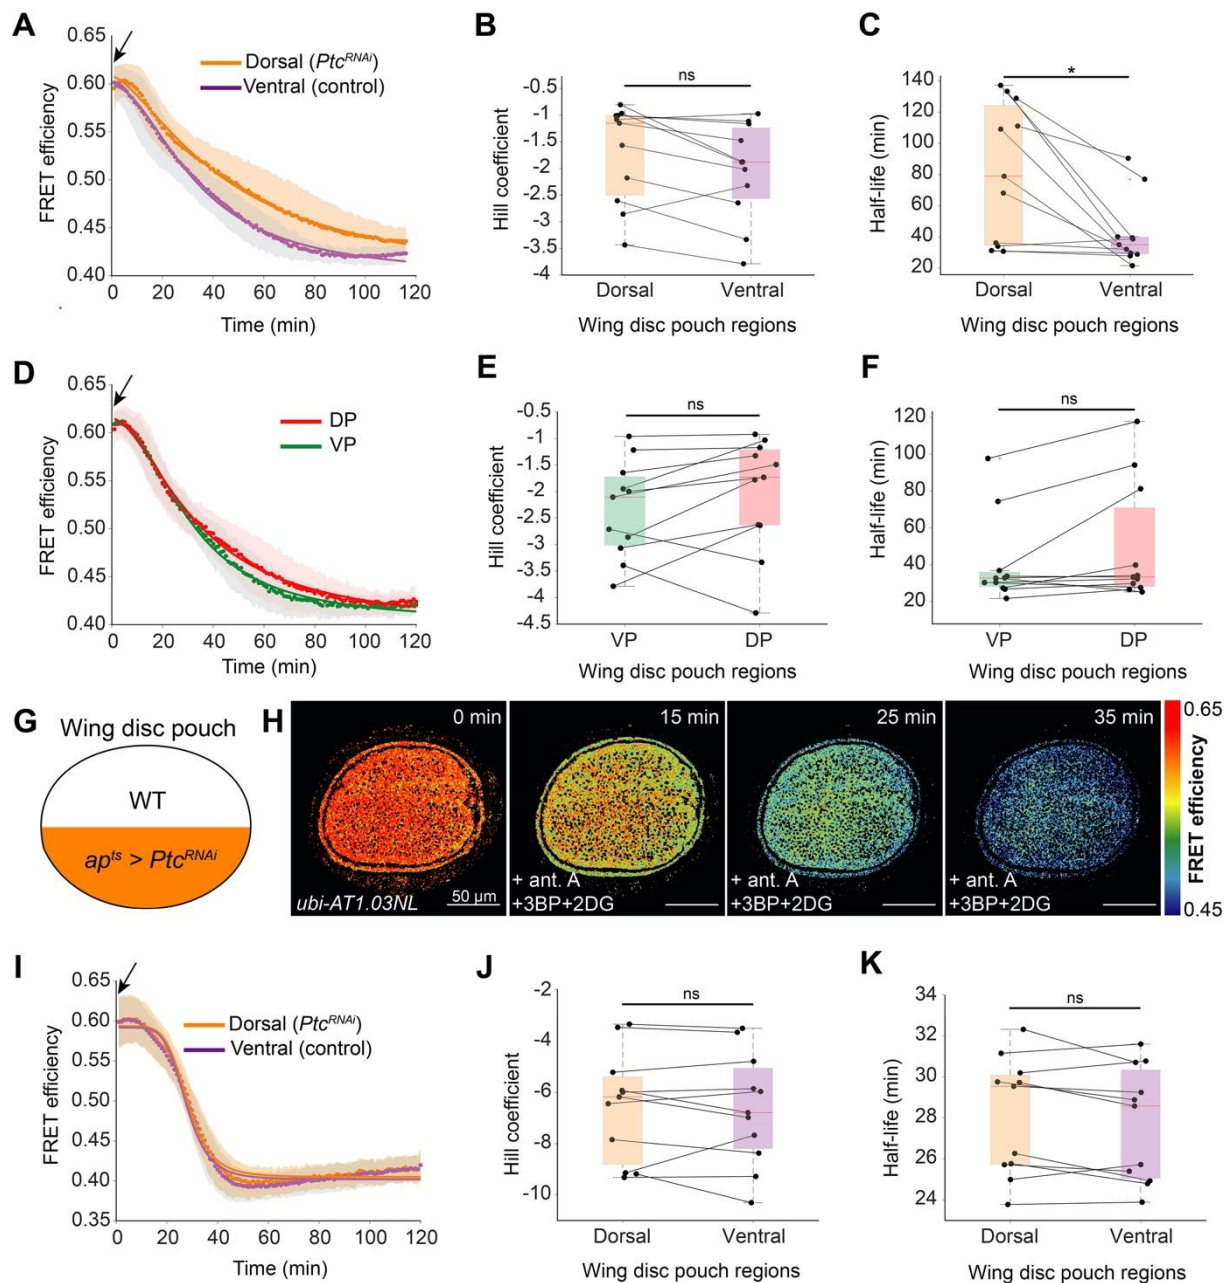 A
0.65
0.60
0.55
0.50
0.45
0.40
FRET efficiency
Dorsal (Ptc^RNAi)
Ventral (control)
0 20 40 60 80 100 120
Time (min)
B
ns
-0.5
-1
-1.5
-2
-2.5
-3
-3.5
-4
Hill coefficient
Dorsal Ventral
Wing disc pouch regions
C
*
140
120
100
80
60
40
20
Half-life (min)
Dorsal Ventral
Wing disc pouch regions
D
0.65
0.60
0.55
0.50
0.45
0.40
FRET efficiency
DP
VP
0 20 40 60 80 100 120
Time (min)
E
ns
-0.5
-1
-1.5
-2
-2.5
-3
-3.5
-4
-4.5
Hill coefficient
VP DP
Wing disc pouch regions
F
ns
120
100
80
60
40
20
Half-life (min)
VP DP
Wing disc pouch regions
G
Wing disc pouch
WT
ap^ts > Ptc^RNAi
H
0 min
ubi-AT1.03NL
50 µm
15 min
+ ant. A
+3BP+2DG
25 min
+ ant. A
+3BP+2DG
35 min
+ ant. A
+3BP+2DG
0.65
FRET efficiency
0.45
I
0.65
0.60
0.55
0.50
0.45
0.40
0.35
FRET efficiency
Dorsal (Ptc^RNAi)
Ventral (control)
0 20 40 60 80 100 120
Time (min)
J
ns
-2
-4
-6
-8
-10
Hill coefficient
Dorsal Ventral
Wing disc pouch regions
K
ns
34
32
30
28
26
24
Half-life (min)
Dorsal Ventral
Wing disc pouch regions